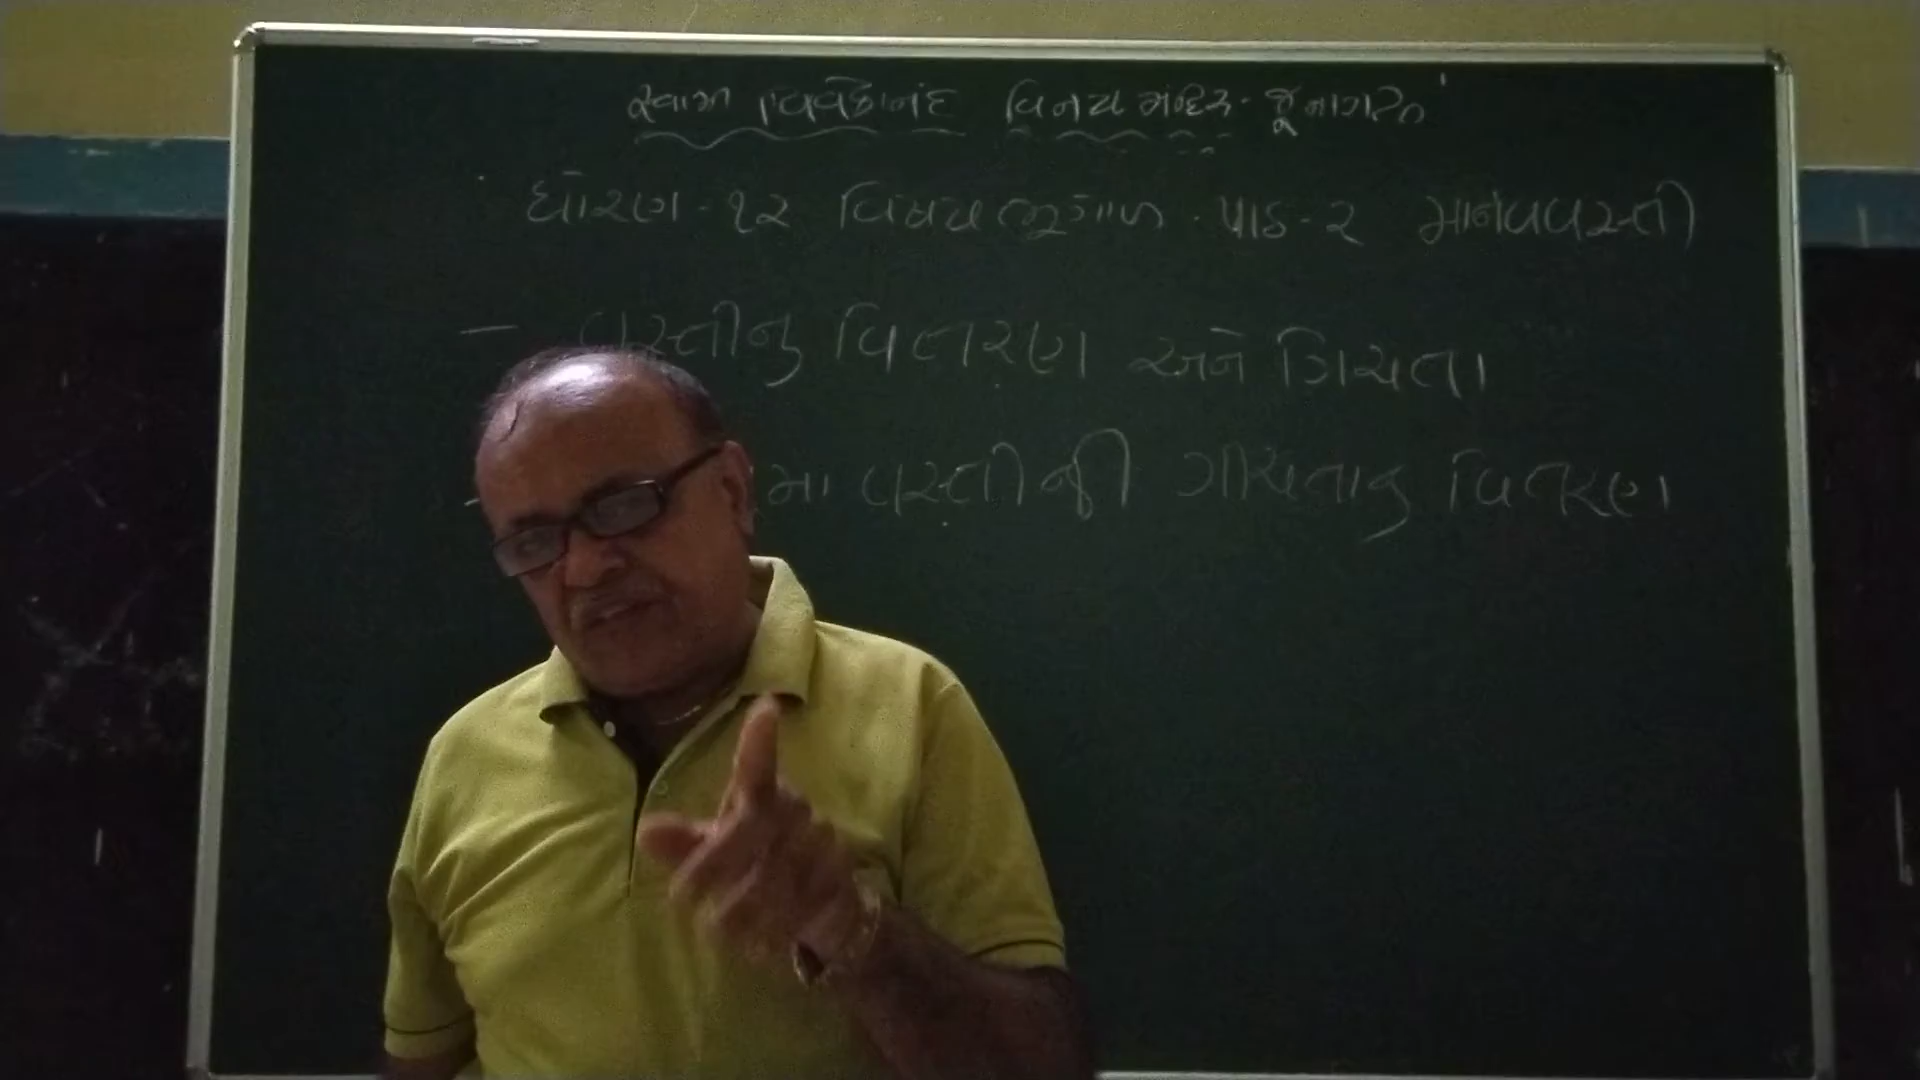 સ્વામી વિવેકાનંદ વિનય મંદિર - જૂનાગઢ
ધોરણ - ૧૨ વિષય ભૂગોળ - પાઠ - ૨ માનવવસ્તી
- વસ્તીનુ વિતરણ અને ગીચતા
મા વસ્તીની ગીચતાનુ વિતરણ